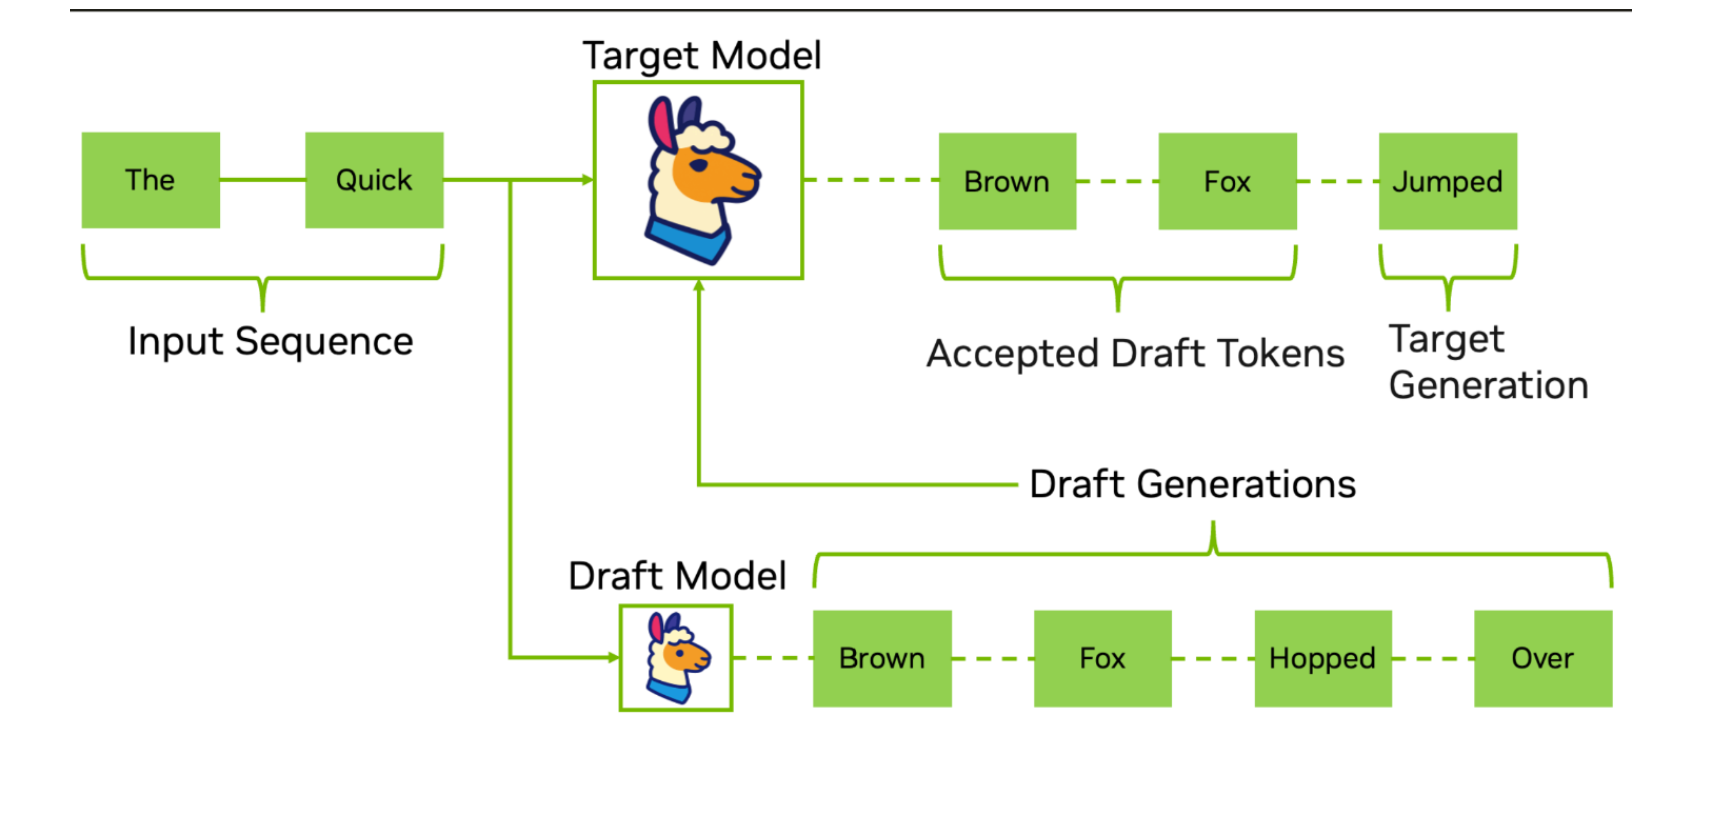 Target Model
The
Quick
Brown
Fox
Jumped
Input Sequence
Accepted Draft Tokens
Target
Generation
Draft Generations
Draft Model
Brown
Fox
Hopped
Over